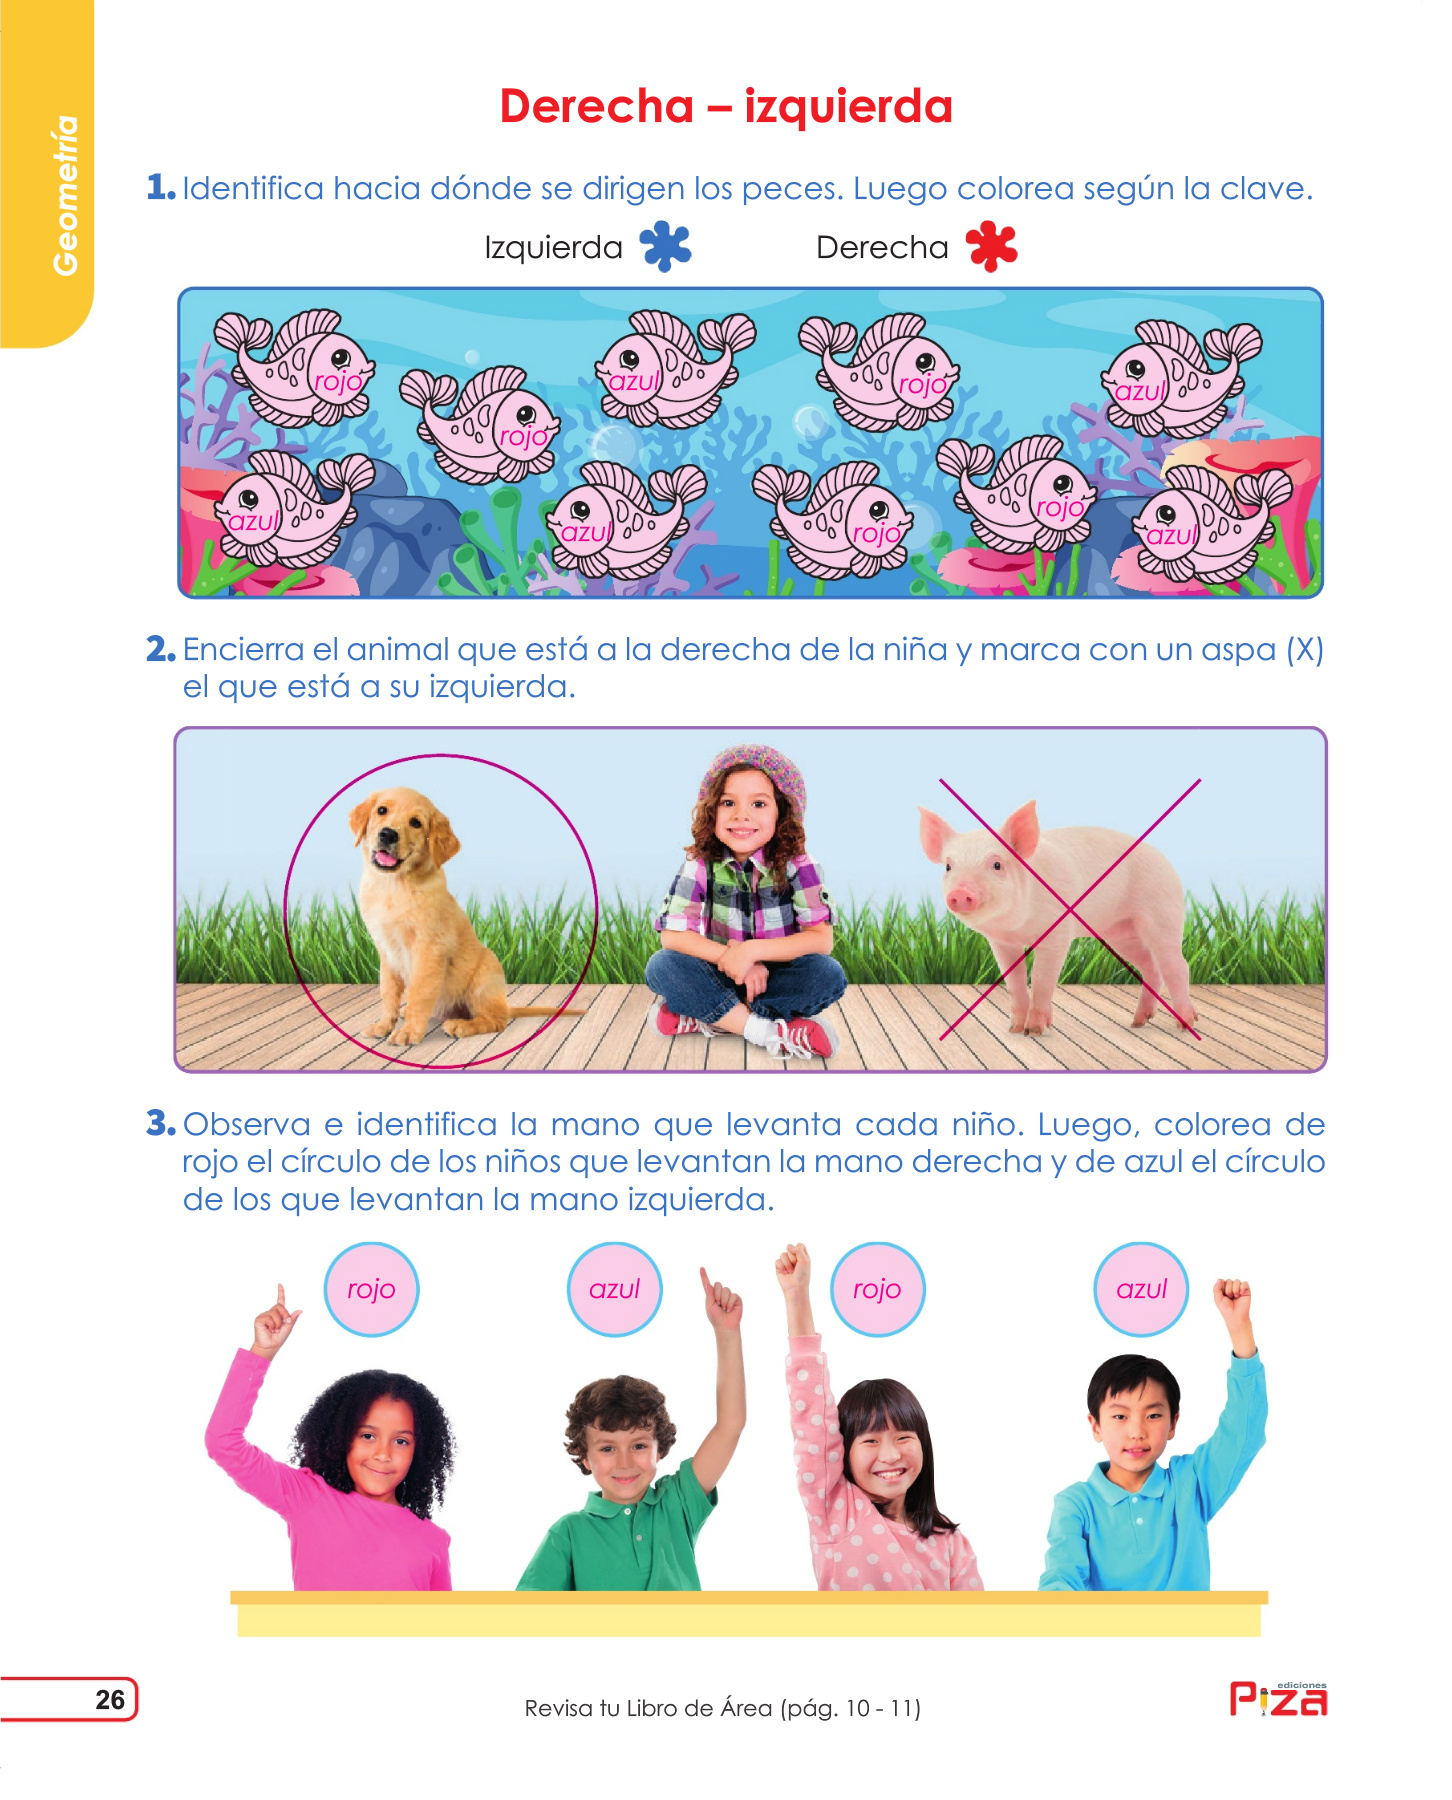 Geometría
Derecha – izquierda
1. Identifica hacia dónde se dirigen los peces. Luego colorea según la clave.
Izquierda Derecha
rojo azul rojo azul
rojo
azul azul rojo rojo azul
2. Encierra el animal que está a la derecha de la niña y marca con un aspa (X)
el que está a su izquierda.
3. Observa e identifica la mano que levanta cada niño. Luego, colorea de
rojo el círculo de los niños que levantan la mano derecha y de azul el círculo
de los que levantan la mano izquierda.
rojo azul rojo azul
26
Revisa tu Libro de Área (pág. 10 - 11)
ediciones
Piza